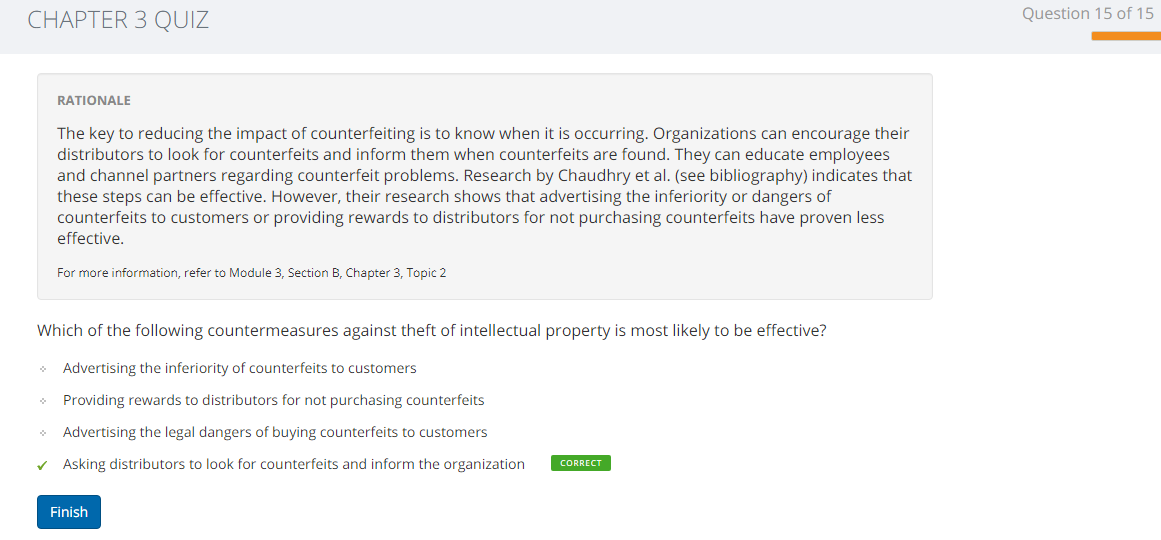 CHAPTER 3 QUIZ
Question 15 of 15
RATIONALE
The key to reducing the impact of counterfeiting is to know when it is occurring. Organizations can encourage their
distributors to look for counterfeits and inform them when counterfeits are found. They can educate employees
and channel partners regarding counterfeit problems. Research by Chaudhry et al. (see bibliography) indicates that
these steps can be effective. However, their research shows that advertising the inferiority or dangers of
counterfeits to customers or providing rewards to distributors for not purchasing counterfeits have proven less
effective.
For more information, refer to Module 3, Section B, Chapter 3, Topic 2
Which of the following countermeasures against theft of intellectual property is most likely to be effective?
Advertising the inferiority of counterfeits to customers
Providing rewards to distributors for not purchasing counterfeits
Advertising the legal dangers of buying counterfeits to customers
Asking distributors to look for counterfeits and inform the organization
CORRECT
Finish